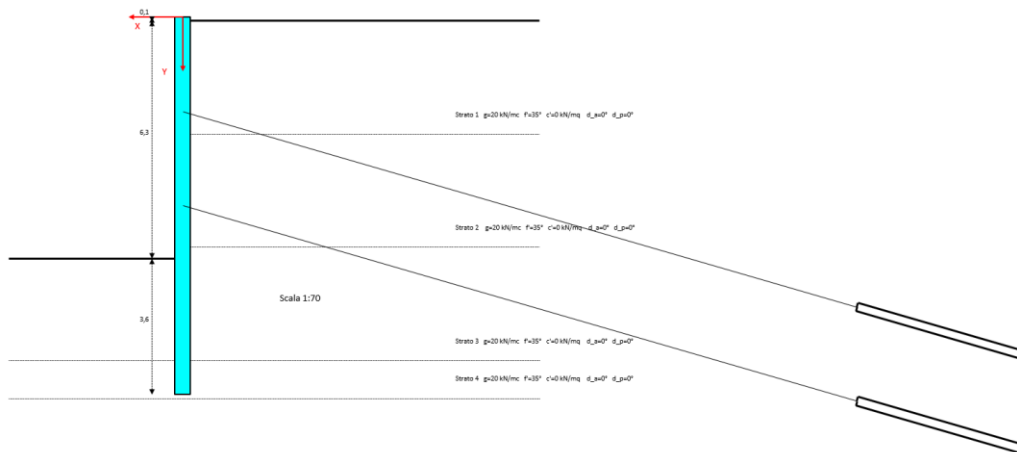 0,1
X
Y
Strato 1 g=20 kN/mc f'=35° c'=0 kN/mq d_a=0° d_p=0°
6,3
Strato 2 g=20 kN/mc f'=35° c'=0 kN/mq d_a=0° d_p=0°
Scala 1:70
3,6
Strato 3 g=20 kN/mc f'=35° c'=0 kN/mq d_a=0° d_p=0°
Strato 4 g=20 kN/mc f'=35° c'=0 kN/mq d_a=0° d_p=0°